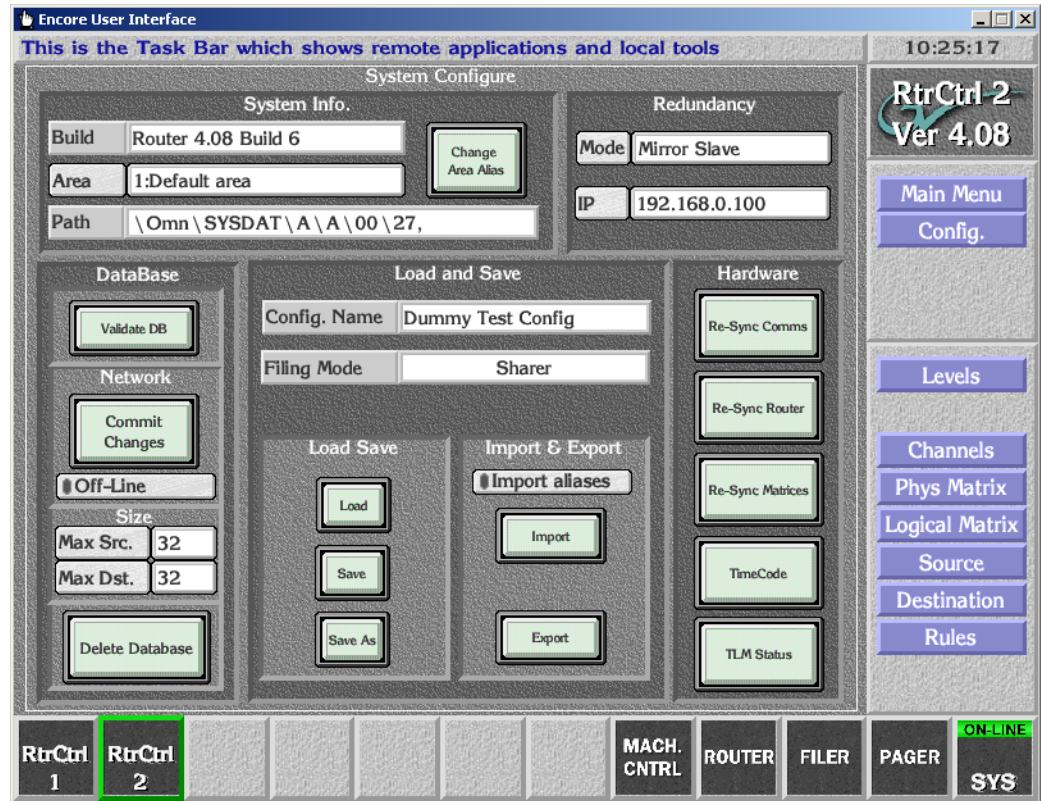 Encore User Interface
This is the Task Bar which shows remote applications and local tools
10:25:17
System Configure
System Info.
Build
Router 4.08 Build 6
Area
1:Default area
Change
Area Alias
Path
\Omn\SYSDAT\A\A\00\27,
Redundancy
Mode
Mirror Slave
IP
192.168.0.100
RtrCtrl-2
Ver 4.08
Main Menu
Config.
DataBase
Validate DB
Network
Commit
Changes
Off-Line
Size
Max Src.
32
Max Dst.
32
Delete Database
Load and Save
Config. Name
Dummy Test Config
Filing Mode
Sharer
Load Save
Load
Save
Save As
Import & Export
Import aliases
Import
Export
Hardware
Re-Sync Comms
Re-Sync Router
Re-Sync Matrices
TimeCode
TLM Status
Levels
Channels
Phys Matrix
Logical Matrix
Source
Destination
Rules
RtrCtrl
1
RtrCtrl
2
MACH.
CNTRL
ROUTER
FILER
PAGER
ON-LINE
SYS